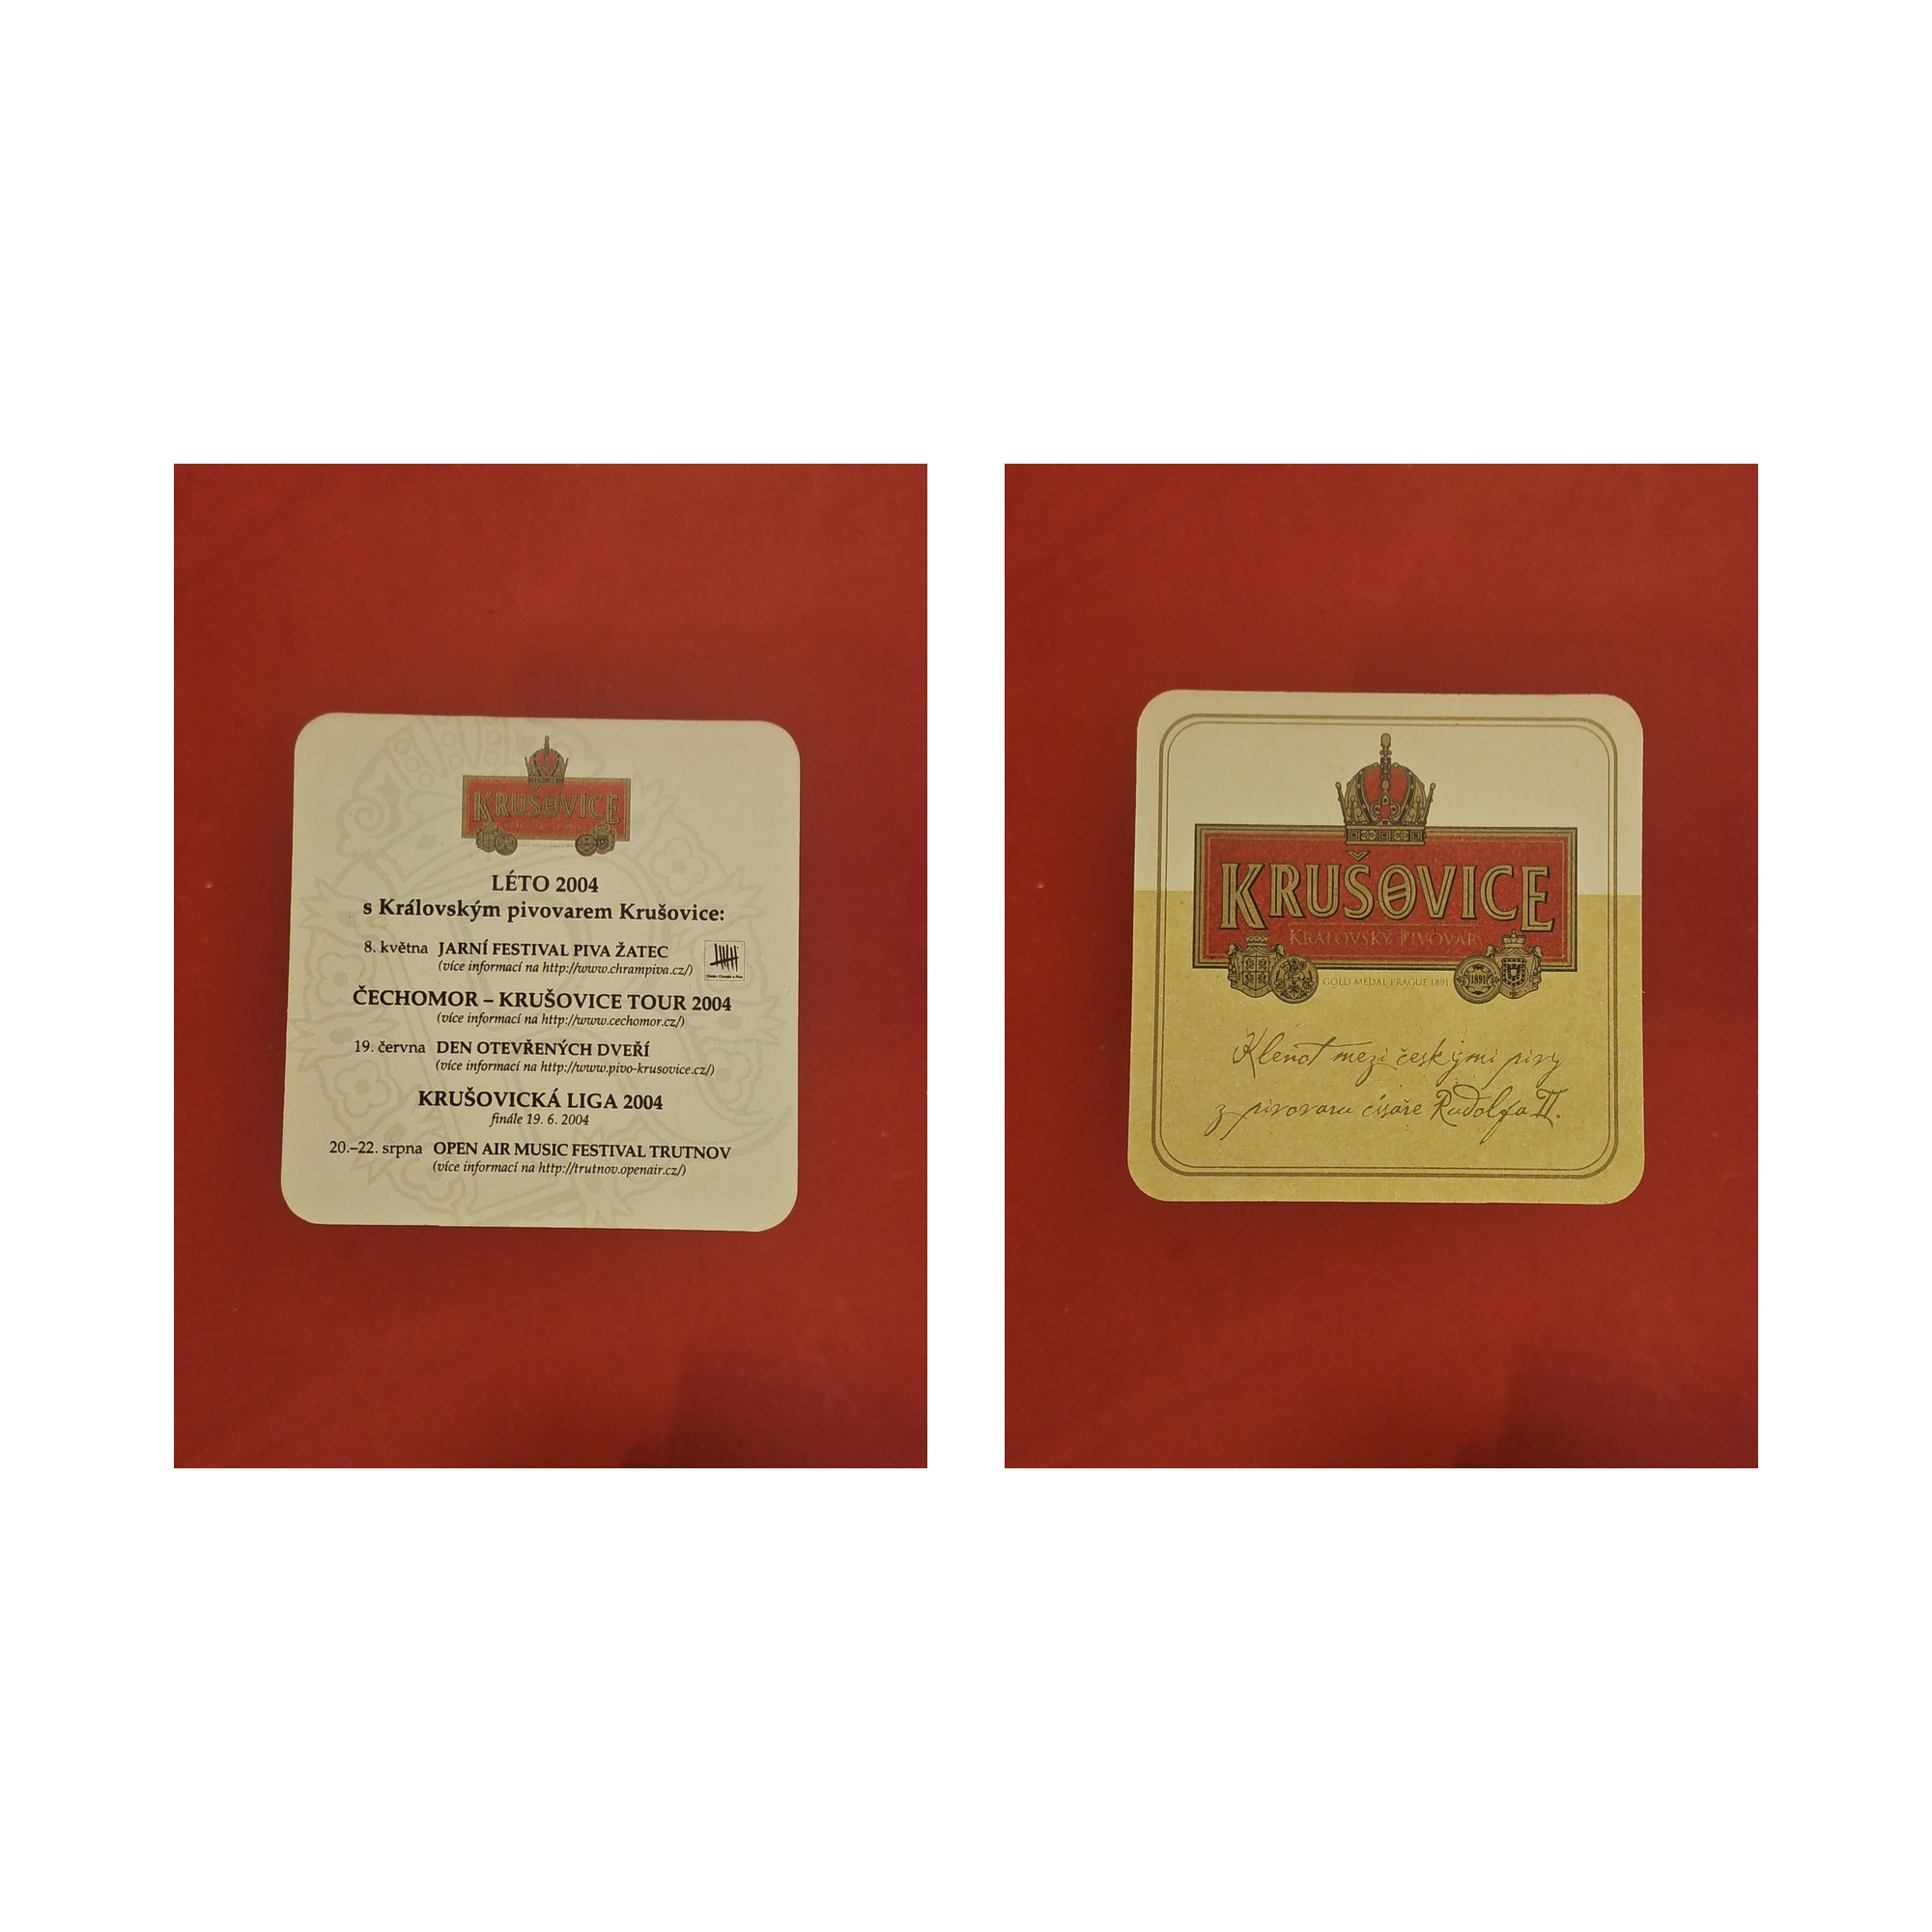 KRUŠOVICE
LÉTO 2004
s Královským pivovarem Krušovice:
8. května JARNÍ FESTIVAL PIVA ŽATEC
(více informací na http://www.chrampiva.cz/)
ČECHOMOR – KRUŠOVICE TOUR 2004
(více informací na http://www.cechomor.cz/)
19. června DEN OTEVŘENÝCH DVEŘÍ
(více informací na http://www.pivo-krusovice.cz/)
KRUŠOVICKÁ LIGA 2004
finále 19. 6. 2004
20.–22. srpna OPEN AIR MUSIC FESTIVAL TRUTNOV
(více informací na http://trutnov.openair.cz/)
KRUŠOVICE
KRÁLOVSKÝ PIVOVAR
GOLD MEDAL PRAGUE 1891
1891
Klenot mezi českými pivy
z pivovaru císaře Rudolfa II.